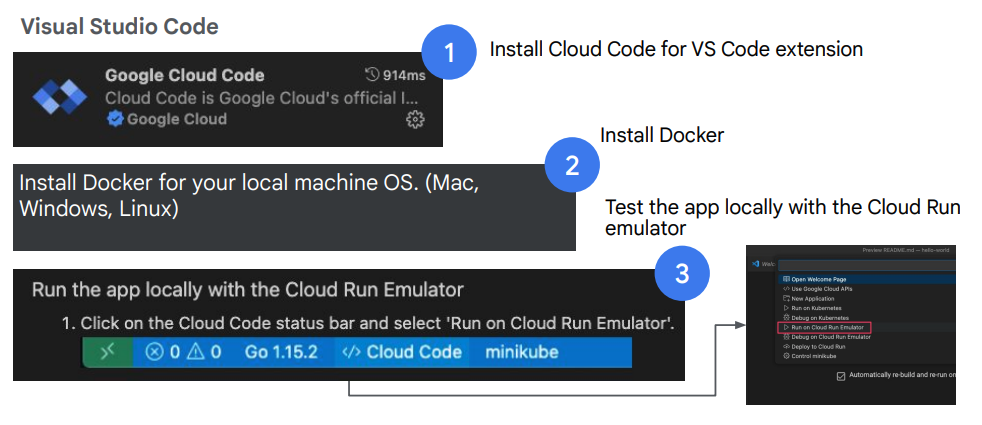 Visual Studio Code
1
Install Cloud Code for VS Code extension
Google Cloud Code
914ms
Cloud Code is Google Cloud's official I...
Google Cloud
Install Docker
2
Install Docker for your local machine OS. (Mac,
Windows, Linux)
Test the app locally with the Cloud Run
emulator
3
Run the app locally with the Cloud Run Emulator
1. Click on the Cloud Code status bar and select 'Run on Cloud Run Emulator'.
0 0 Go 1.15.2 </> Cloud Code minikube
Preview README.md — hello-world
Welc
Open Welcome Page
</> Use Google Cloud APIs
New Application
Run on Kubernetes
Debug on Kubernetes
Run on Cloud Run Emulator
Debug on Cloud Run Emulator
Deploy to Cloud Run
Control minikube
Automatically re-build and re-run on